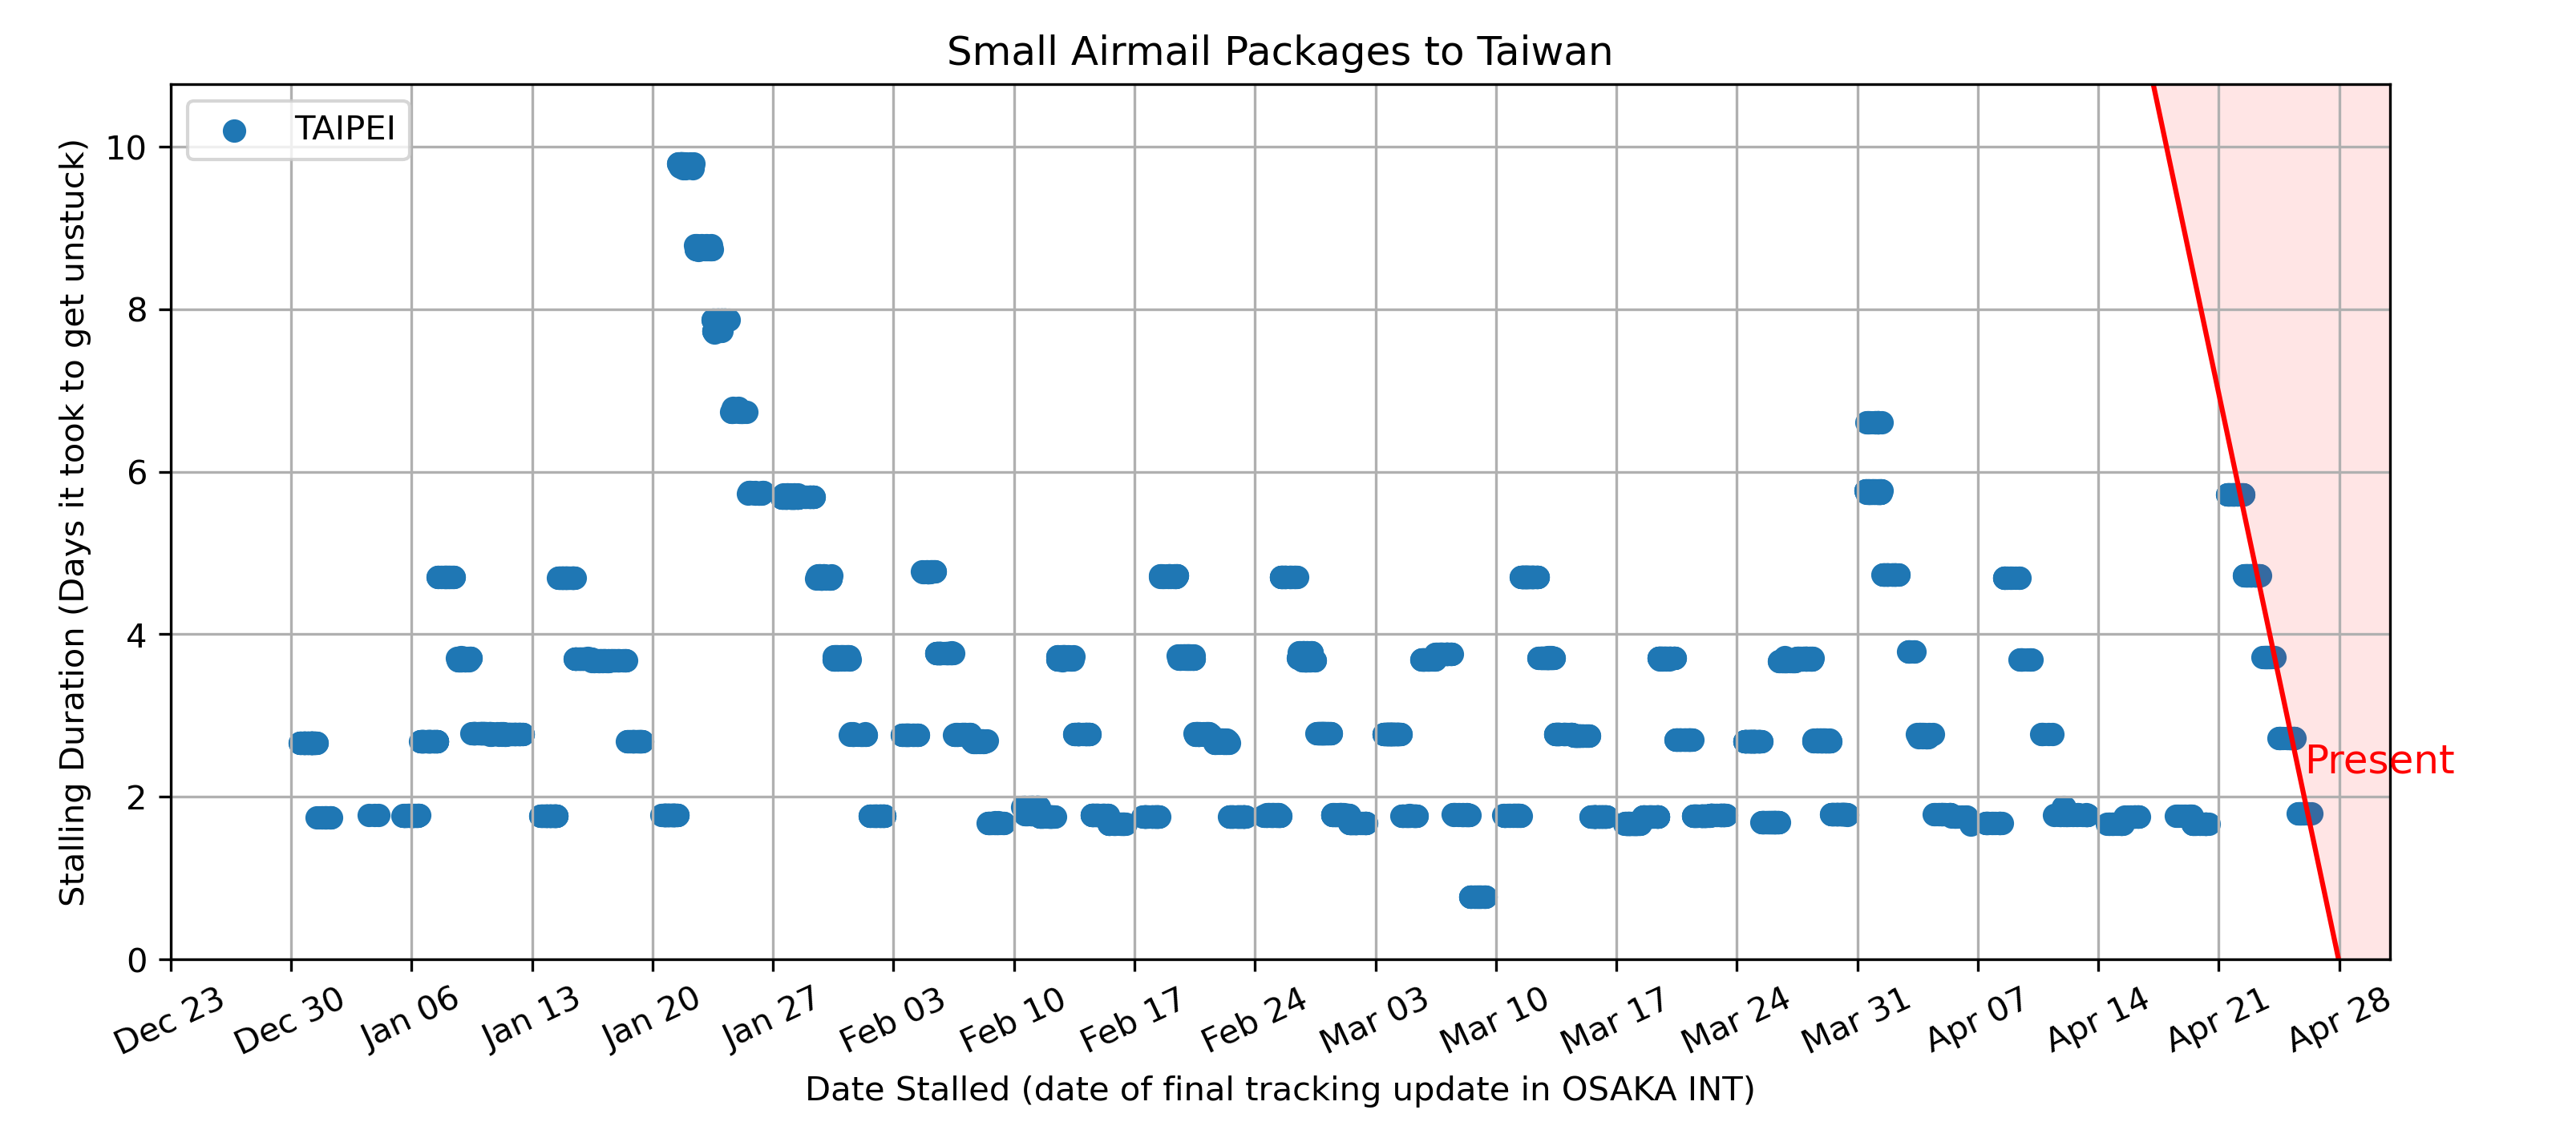 Small Airmail Packages to Taiwan
TAIPEI
Stalling Duration (Days it took to get unstuck)
10
8
6
4
2
0
Present
Dec 23
Dec 30
Jan 06
Jan 13
Jan 20
Jan 27
Feb 03
Feb 10
Feb 17
Feb 24
Mar 03
Mar 10
Mar 17
Mar 24
Mar 31
Apr 07
Apr 14
Apr 21
Apr 28
Date Stalled (date of final tracking update in OSAKA INT)